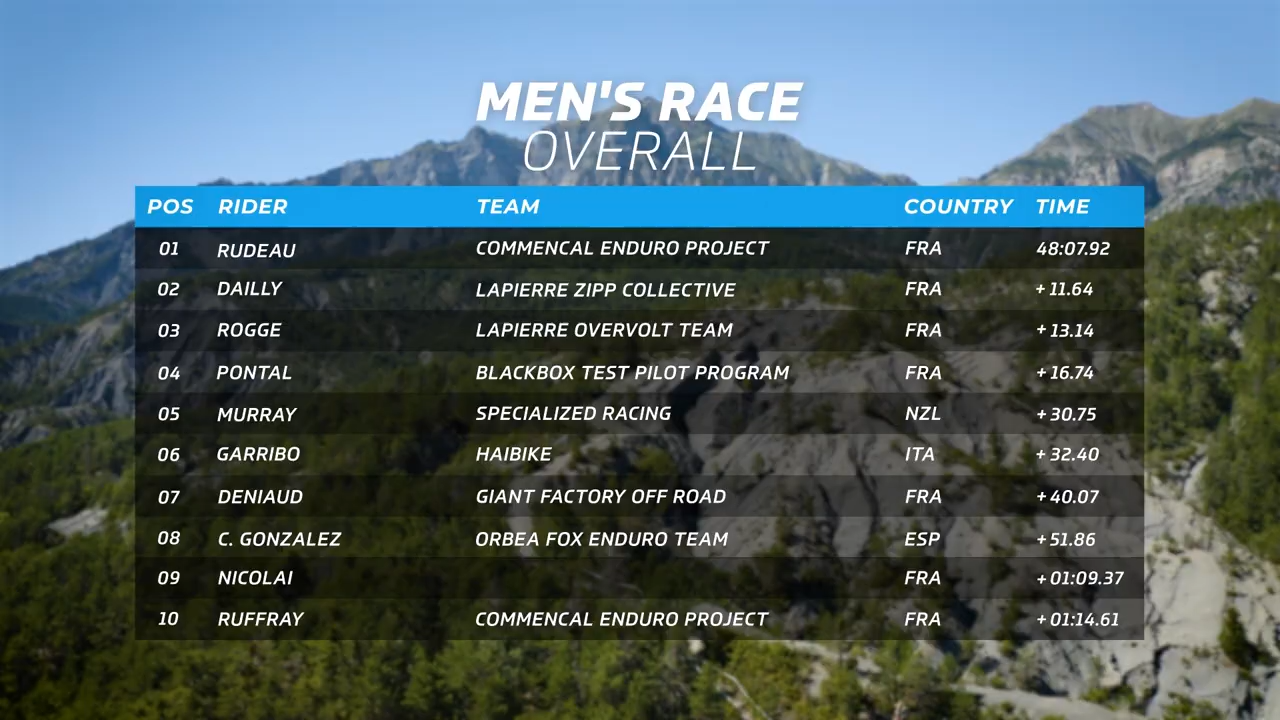 MEN'S RACE
OVERALL
POS RIDER TEAM COUNTRY TIME
01 RUDEAU COMMENCAL ENDURO PROJECT FRA 48:07.92
02 DAILLY LAPIERRE ZIPP COLLECTIVE FRA + 11.64
03 ROGGE LAPIERRE OVERVOLT TEAM FRA + 13.14
04 PONTAL BLACKBOX TEST PILOT PROGRAM FRA + 16.74
05 MURRAY SPECIALIZED RACING NZL + 30.75
06 GARRIBO HAIBIKE ITA + 32.40
07 DENIAUD GIANT FACTORY OFF ROAD FRA + 40.07
08 C. GONZALEZ ORBEA FOX ENDURO TEAM ESP + 51.86
09 NICOLAI FRA + 01:09.37
10 RUFFRAY COMMENCAL ENDURO PROJECT FRA + 01:14.61